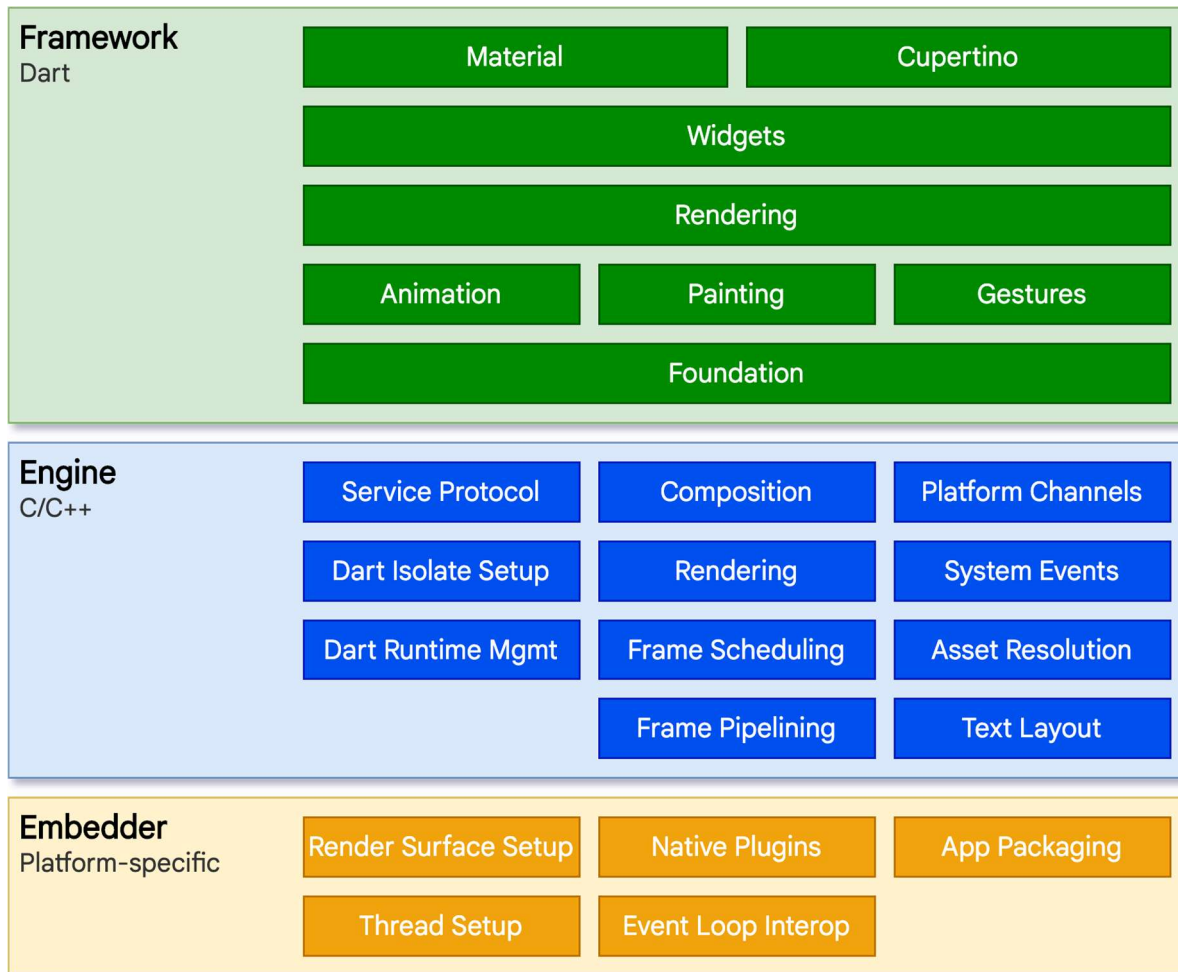 Framework
Dart
Material
Cupertino
Widgets
Rendering
Animation
Painting
Gestures
Foundation
Engine
C/C++
Service Protocol
Composition
Platform Channels
Dart Isolate Setup
Rendering
System Events
Dart Runtime Mgmt
Frame Scheduling
Asset Resolution
Frame Pipelining
Text Layout
Embedder
Platform-specific
Render Surface Setup
Native Plugins
App Packaging
Thread Setup
Event Loop Interop